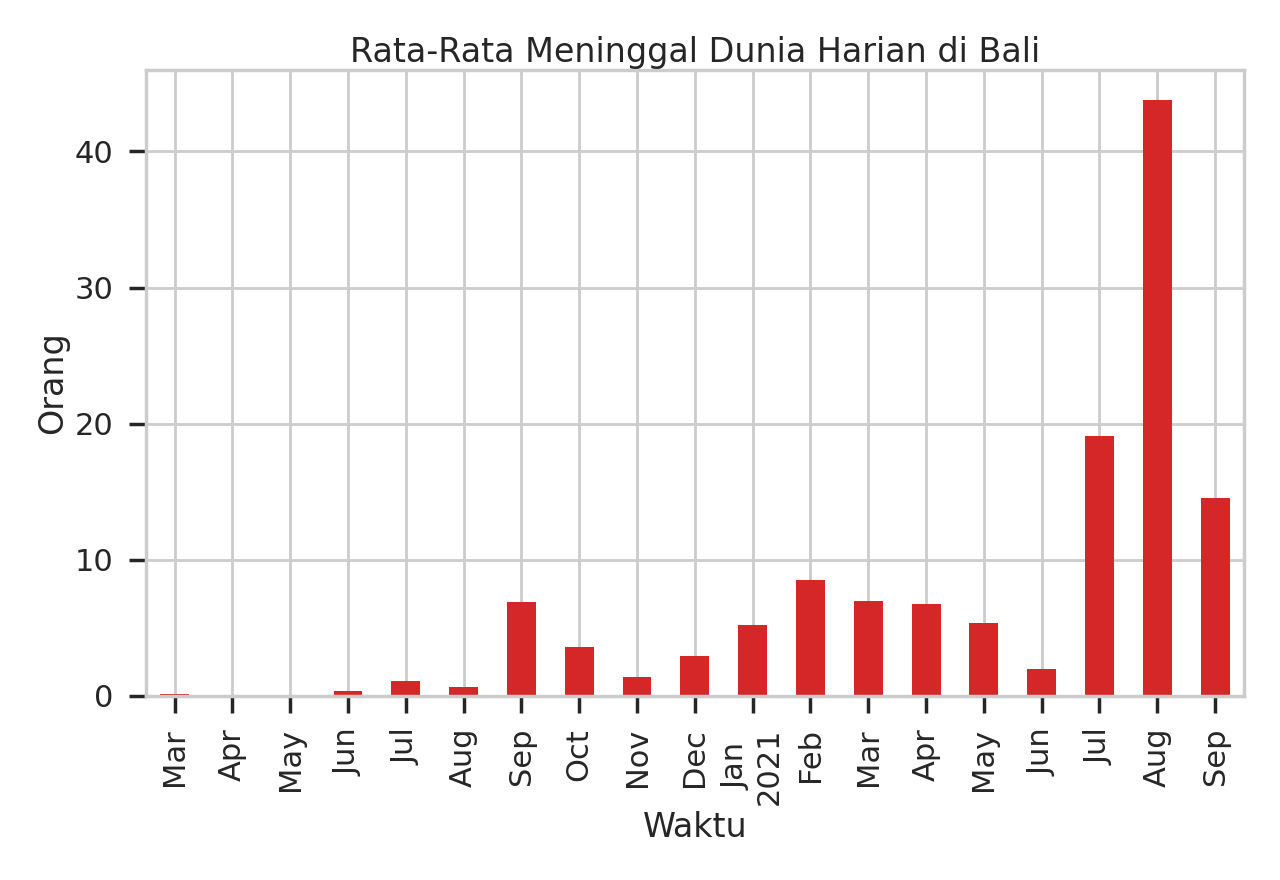 Rata-Rata Meninggal Dunia Harian di Bali
40
30
20
10
0
Orang
Mar
Apr
May
Jun
Jul
Aug
Sep
Oct
Nov
Dec
Jan
2021
Feb
Mar
Apr
May
Jun
Jul
Aug
Sep
Waktu